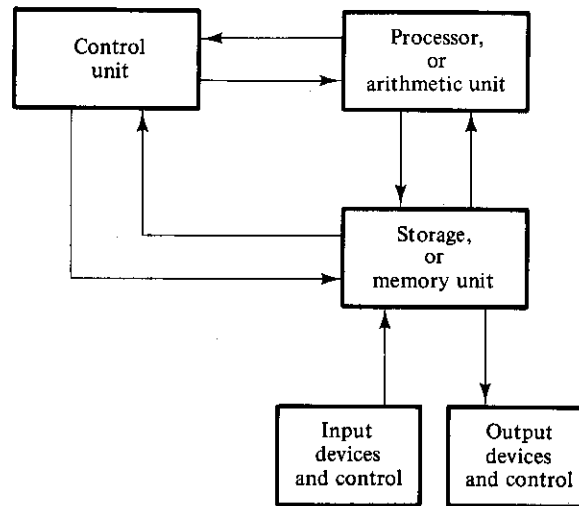 Control
unit
Processor,
or
arithmetic unit
Storage,
or
memory unit
Input
devices
and control
Output
devices
and control